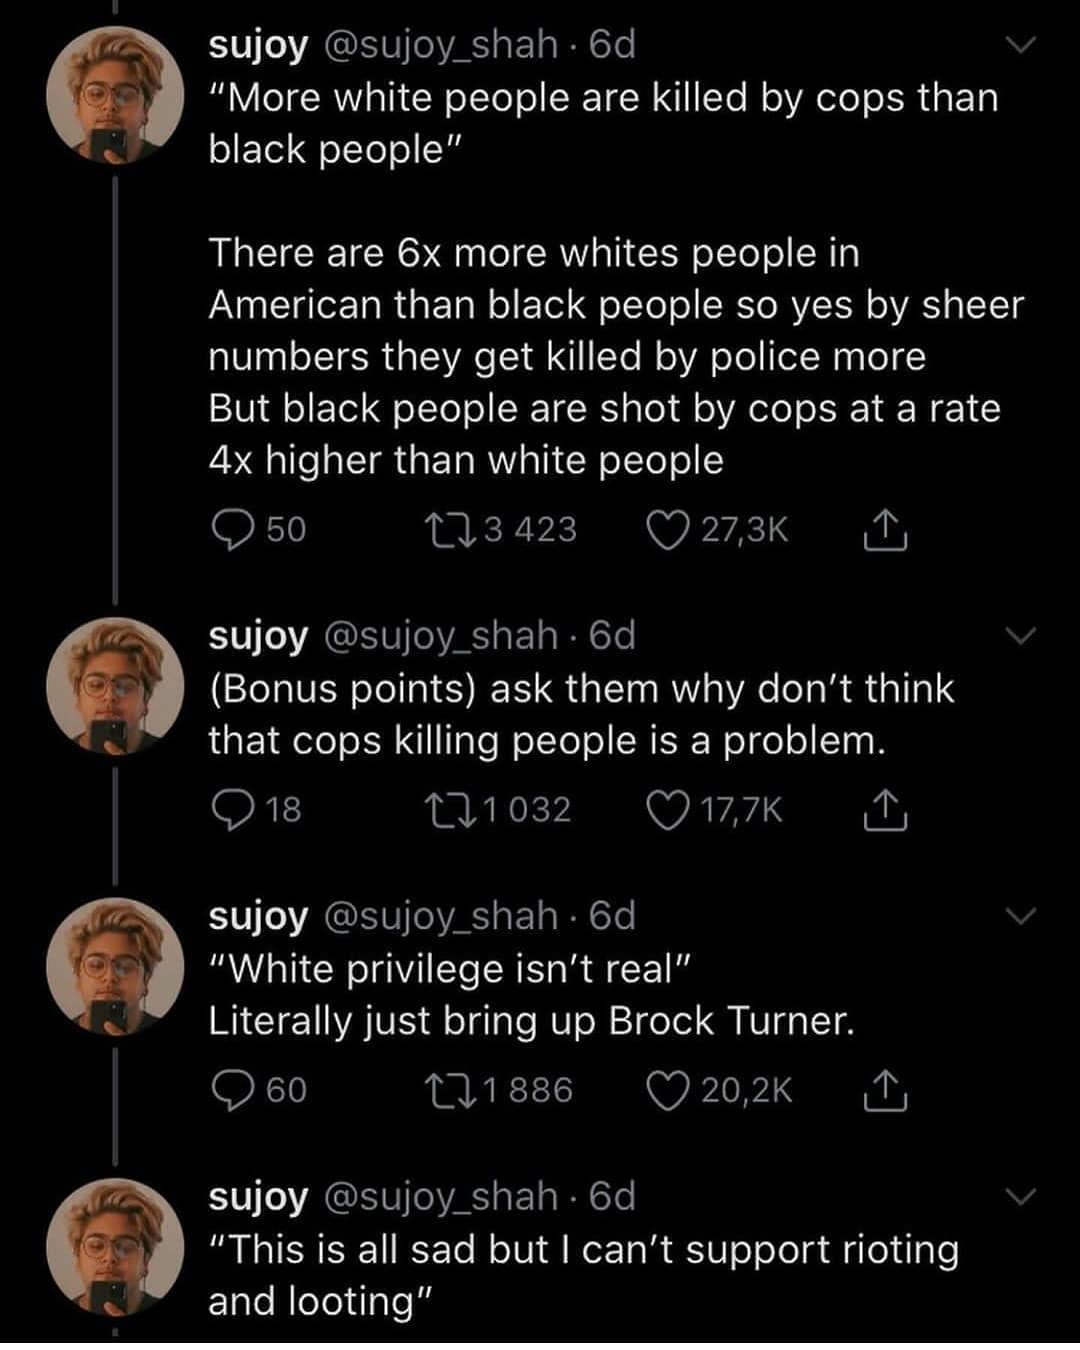 sujoy @sujoy_shah · 6d
"More white people are killed by cops than
black people"
There are 6x more whites people in
American than black people so yes by sheer
numbers they get killed by police more
But black people are shot by cops at a rate
4x higher than white people
50 3 423 27,3K
sujoy @sujoy_shah · 6d
(Bonus points) ask them why don't think
that cops killing people is a problem.
18 1 032 17,7K
sujoy @sujoy_shah · 6d
"White privilege isn't real"
Literally just bring up Brock Turner.
60 1 886 20,2K
sujoy @sujoy_shah · 6d
"This is all sad but I can't support rioting
and looting"